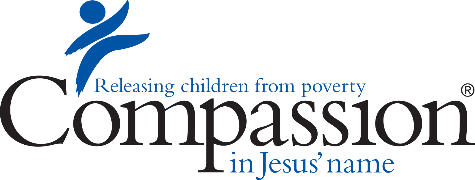 Releasing children from poverty
Compassion®
in Jesus' name